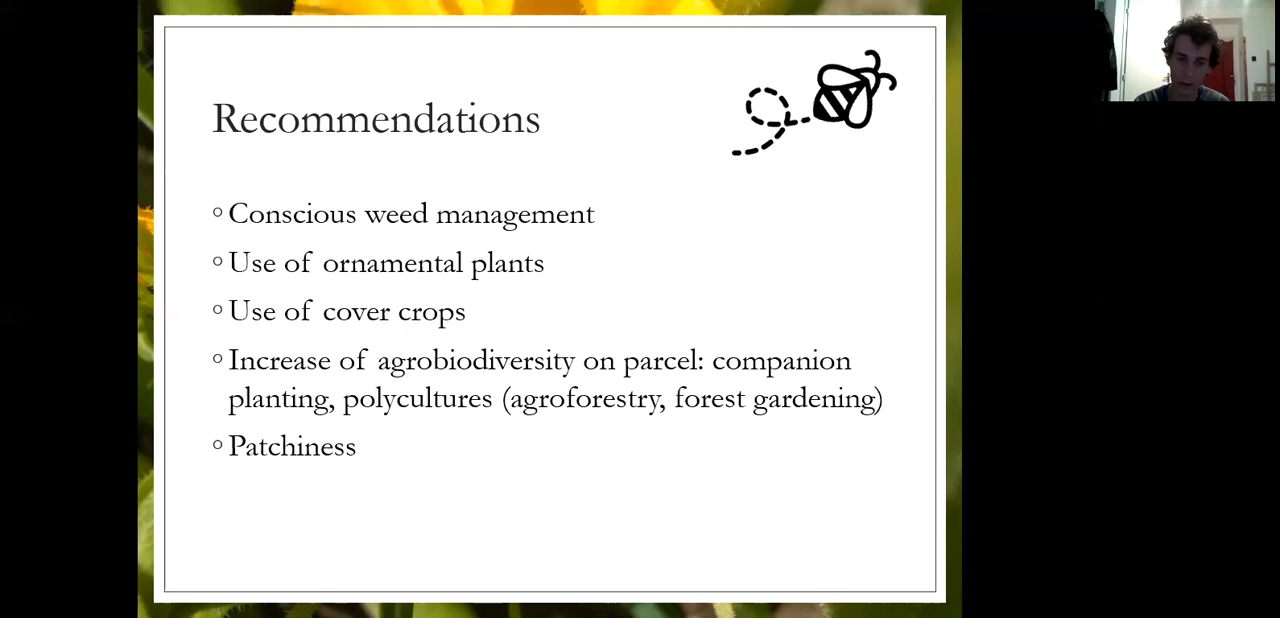 Recommendations
◦ Conscious weed management
◦ Use of ornamental plants
◦ Use of cover crops
◦ Increase of agrobiodiversity on parcel: companion
planting, polycultures (agroforestry, forest gardening)
◦ Patchiness